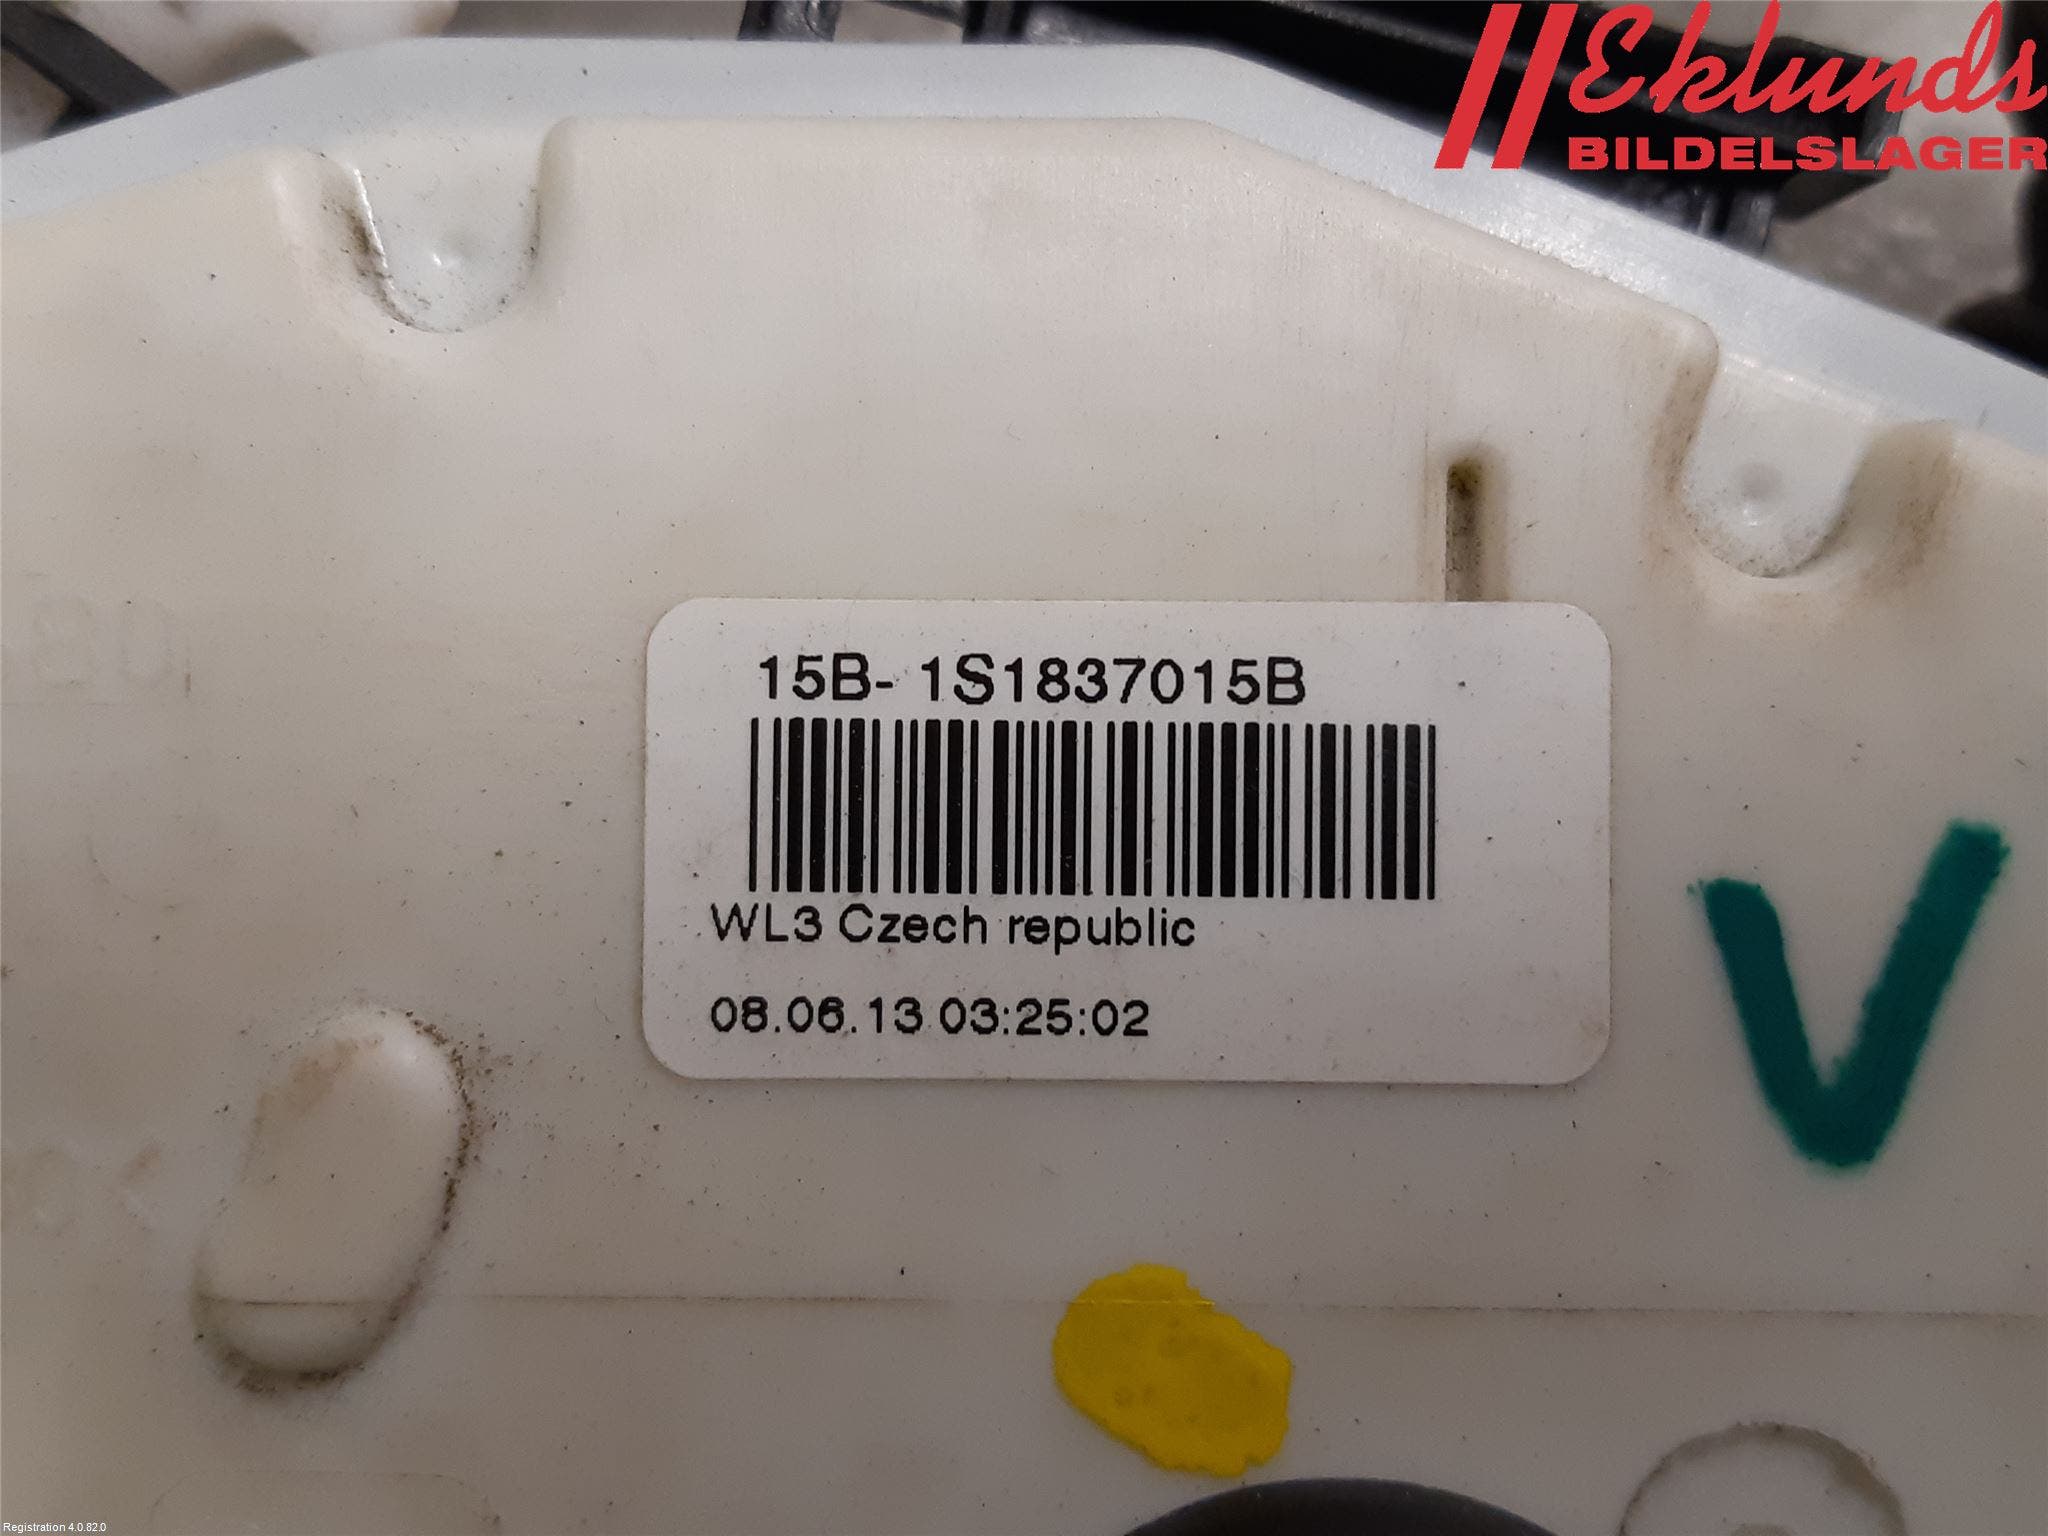 Eklunds
BILDELSLAGER
15B- 1S1837015B
WL3 Czech republic
08.06.13 03:25:02
V
Registration 4.0.82.0